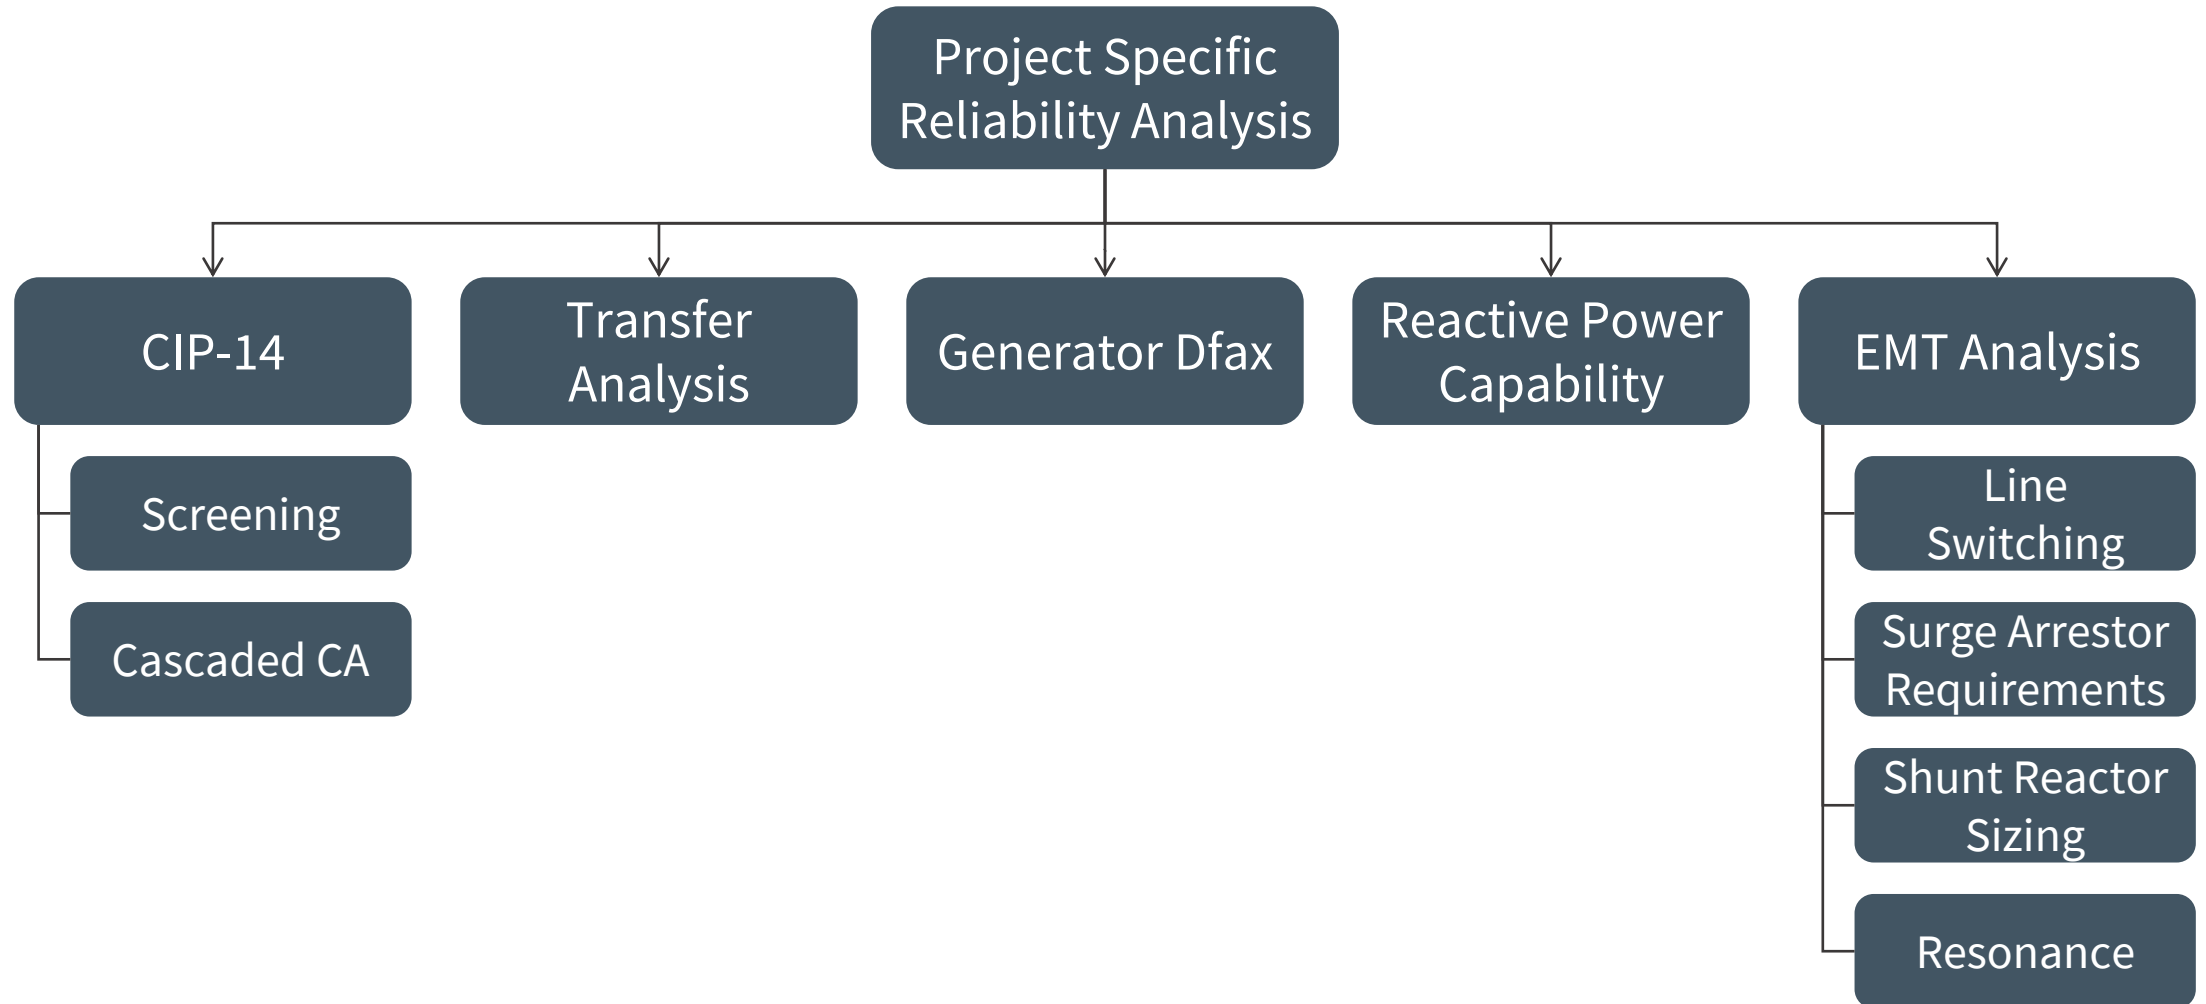 Project Specific
Reliability Analysis
CIP-14
Transfer
Analysis
Generator Dfax
Reactive Power
Capability
EMT Analysis
Screening
Cascaded CA
Line
Switching
Surge Arrestor
Requirements
Shunt Reactor
Sizing
Resonance